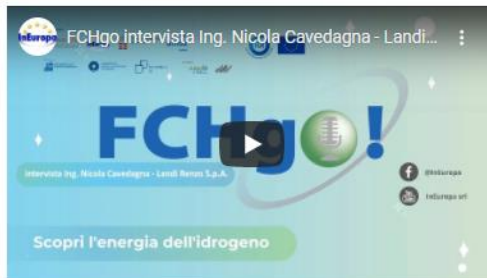 InEuropa
FCHgo intervista Ing. Nicola Cavedagna - Landi...
FCHgo!
intervista Ing. Nicola Cavedagna - Landi Renzo S.p.A.
@InEuropa
InEuropa srl
Scopri l'energia dell'idrogeno